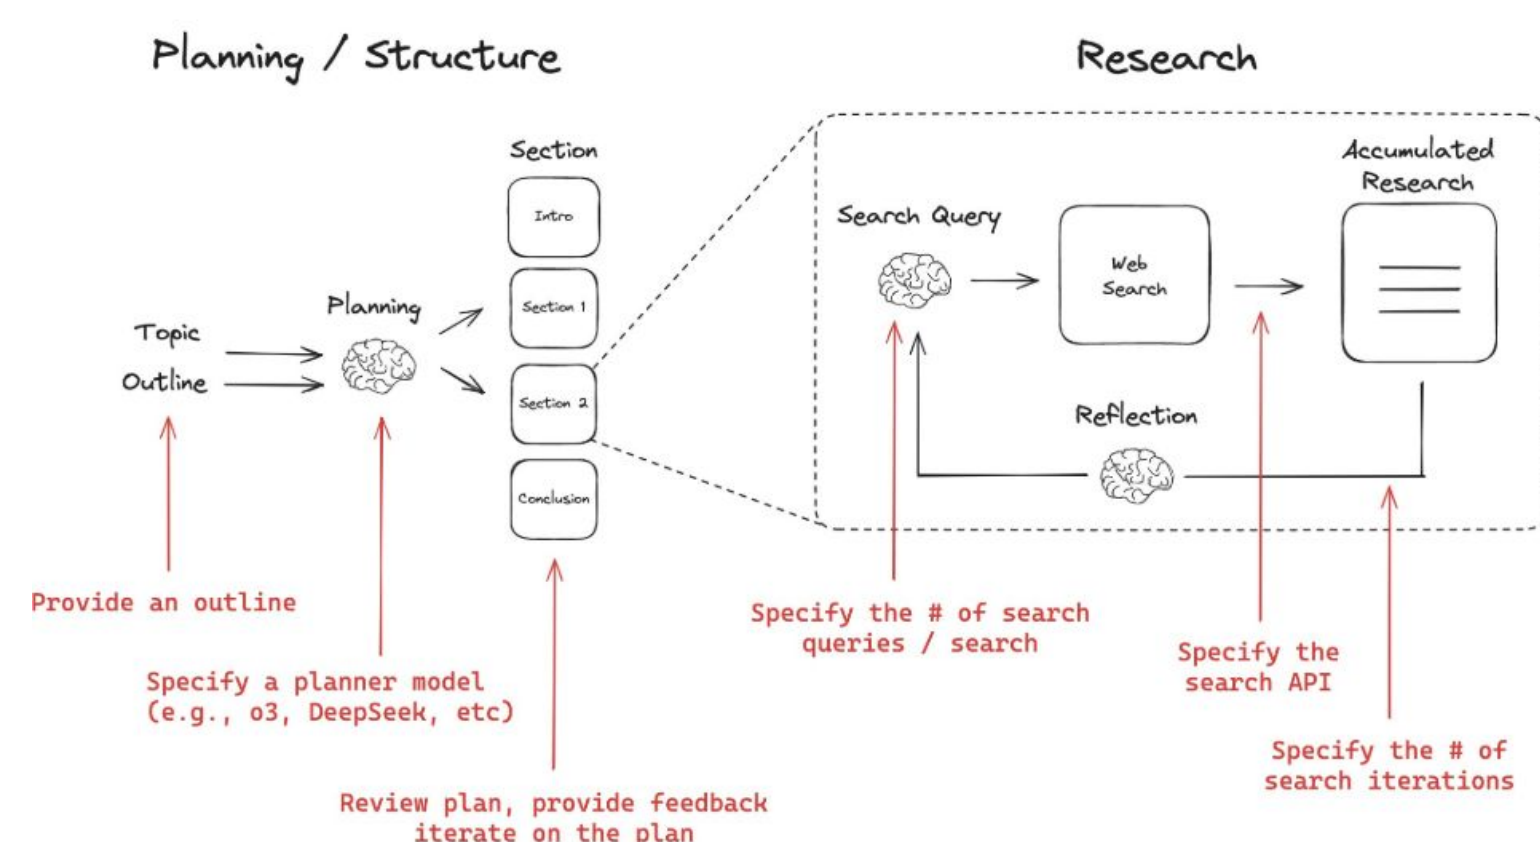 Planning / Structure
Research
Section
Intro
Section 1
Section 2
Conclusion
Planning
Topic
Outline
Accumulated
Research
Search Query
Web
Search
Reflection
Provide an outline
Specify a planner model
(e.g., o3, DeepSeek, etc)
Review plan, provide feedback
iterate on the plan
Specify the # of search
queries / search
Specify the
search API
Specify the # of
search iterations